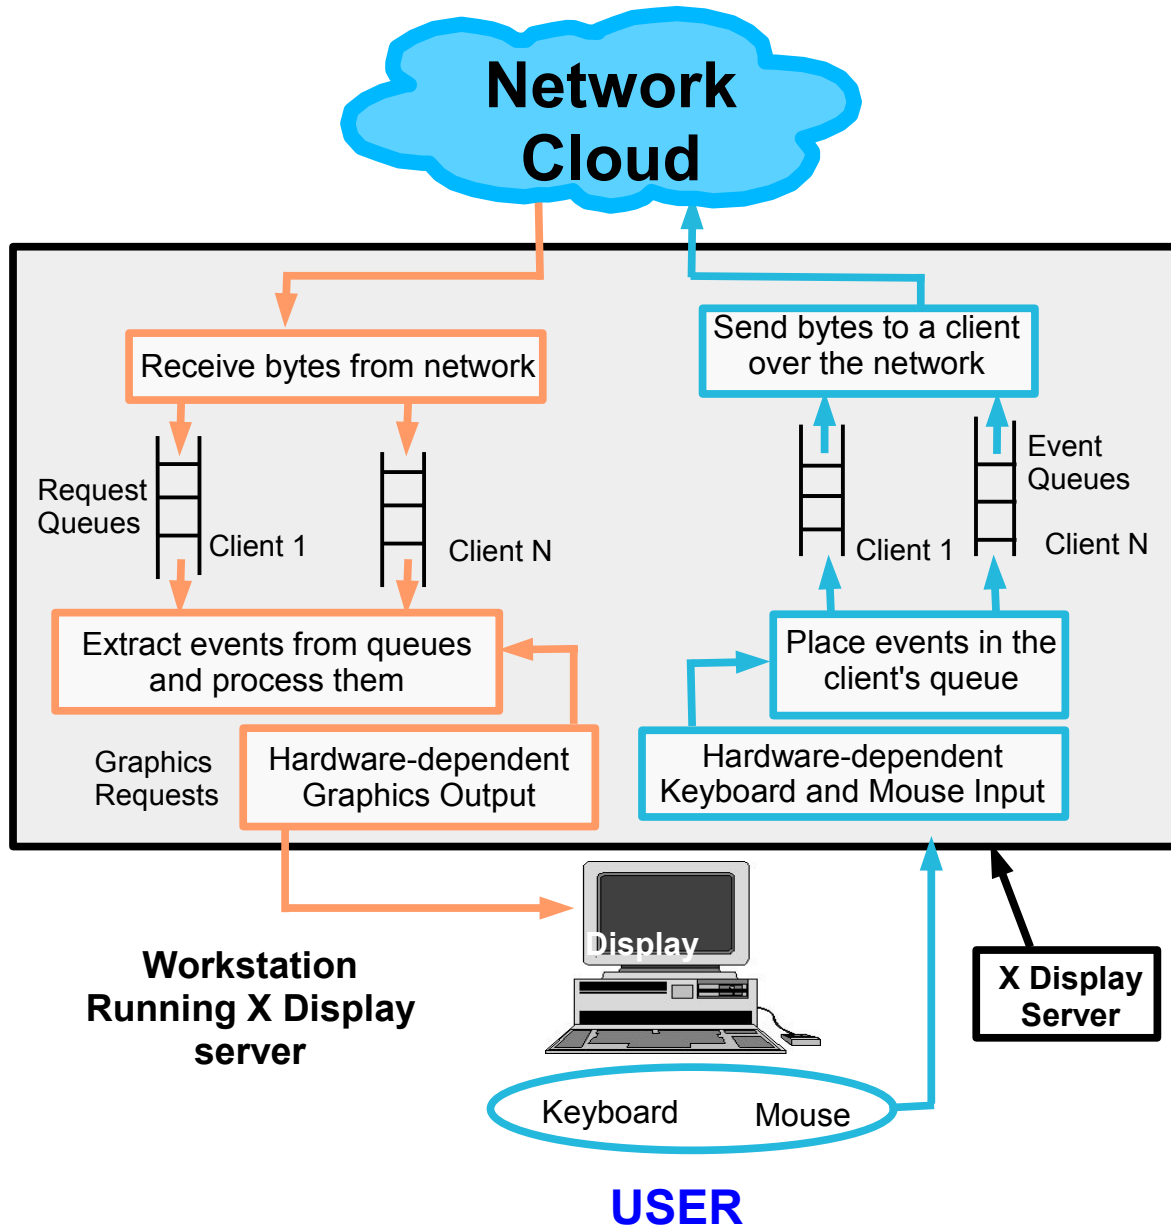 Network
Cloud
Receive bytes from network
Send bytes to a client
over the network
Request
Queues
Client 1
Client N
Event
Queues
Client 1
Client N
Extract events from queues
and process them
Place events in the
client's queue
Graphics
Requests
Hardware-dependent
Graphics Output
Hardware-dependent
Keyboard and Mouse Input
Display
Workstation
Running X Display
server
X Display
Server
Keyboard
Mouse
USER